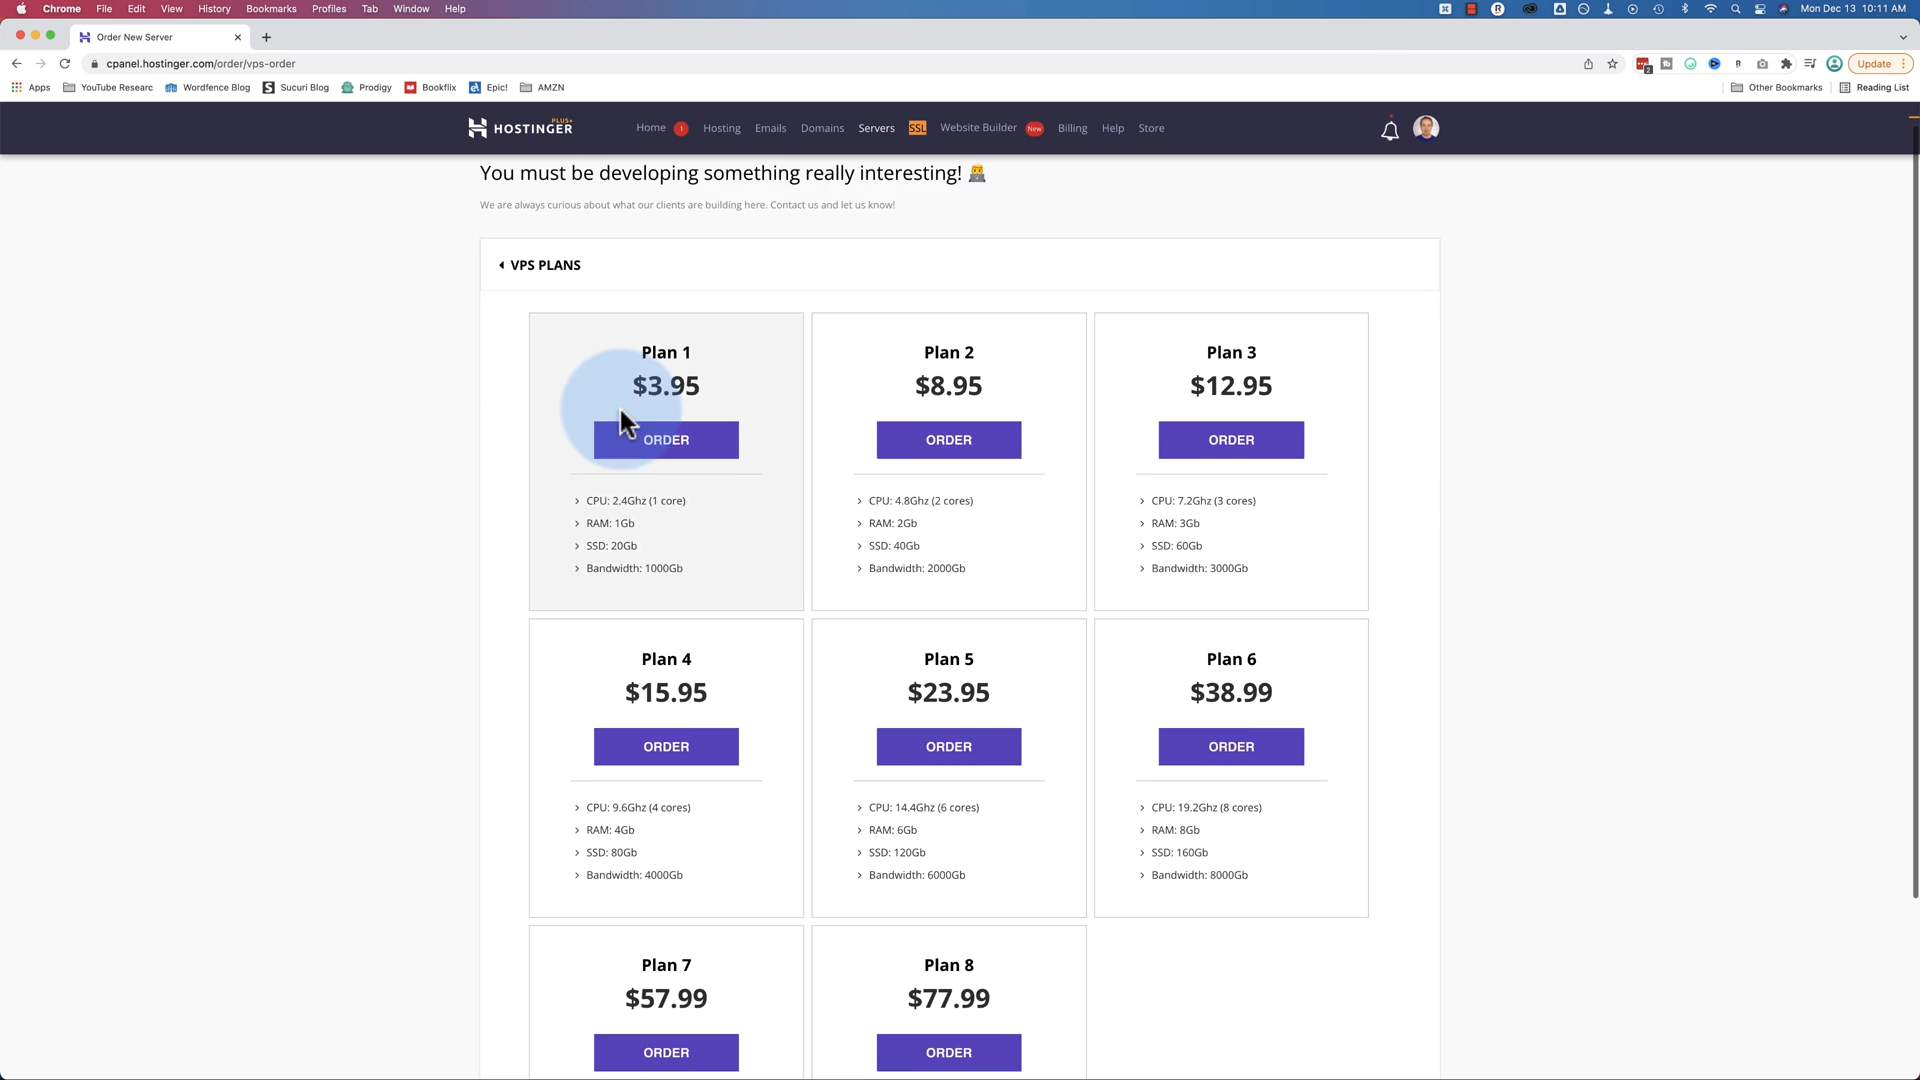 Chrome File Edit View History Bookmarks Profiles Tab Window Help Mon Dec 13 10:11 AM
Order New Server
cpanel.hostinger.com/order/vps-order Update
Apps YouTube Researc Wordfence Blog Sucuri Blog Prodigy Bookflix Epic! AMZN Other Bookmarks Reading List
HOSTINGER PLUS+ Home 1 Hosting Emails Domains Servers SSL Website Builder New Billing Help Store
You must be developing something really interesting!
We are always curious about what our clients are building here. Contact us and let us know!
VPS PLANS
Plan 1 Plan 2 Plan 3
$3.95 $8.95 $12.95
ORDER ORDER ORDER
CPU: 2.4Ghz (1 core) CPU: 4.8Ghz (2 cores) CPU: 7.2Ghz (3 cores)
RAM: 1Gb RAM: 2Gb RAM: 3Gb
SSD: 20Gb SSD: 40Gb SSD: 60Gb
Bandwidth: 1000Gb Bandwidth: 2000Gb Bandwidth: 3000Gb
Plan 4 Plan 5 Plan 6
$15.95 $23.95 $38.99
ORDER ORDER ORDER
CPU: 9.6Ghz (4 cores) CPU: 14.4Ghz (6 cores) CPU: 19.2Ghz (8 cores)
RAM: 4Gb RAM: 6Gb RAM: 8Gb
SSD: 80Gb SSD: 120Gb SSD: 160Gb
Bandwidth: 4000Gb Bandwidth: 6000Gb Bandwidth: 8000Gb
Plan 7 Plan 8
$57.99 $77.99
ORDER ORDER